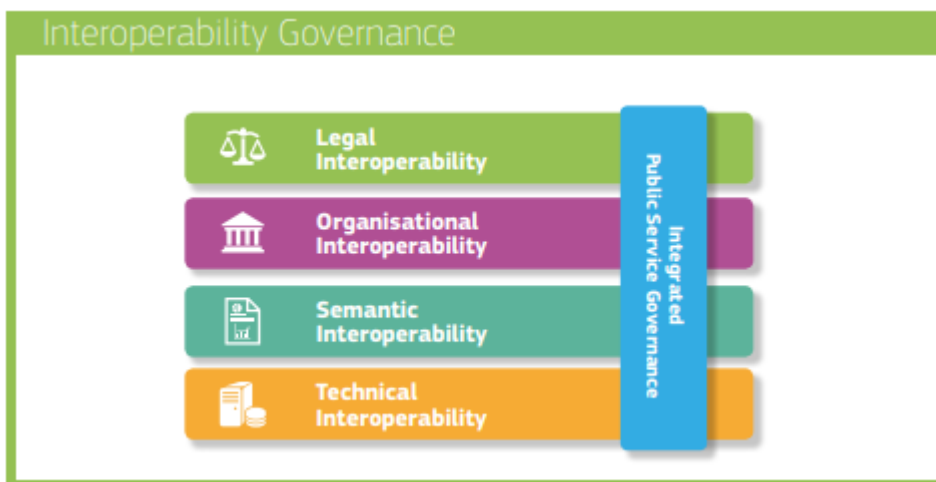 Interoperability Governance
Legal
Interoperability
Organisational
Interoperability
Semantic
Interoperability
Technical
Interoperability
Integrated
Public Service Governance